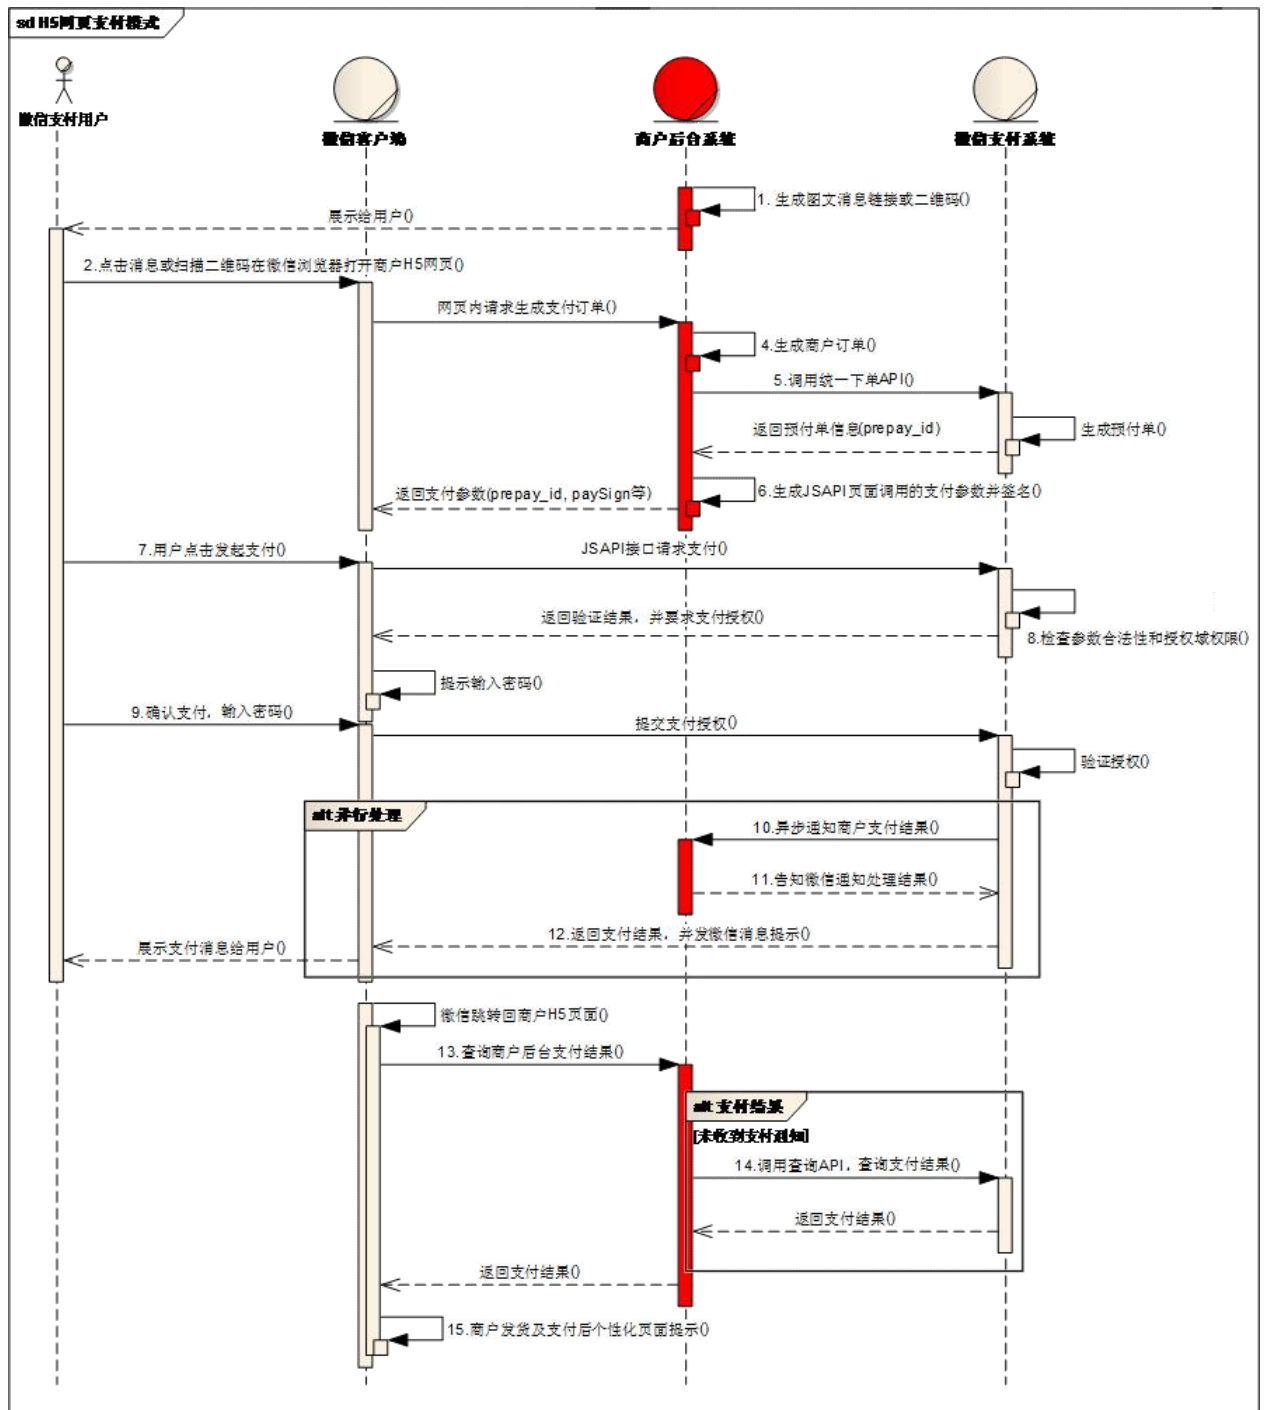 sd H5网页支付模式
微信支付用户
微信客户端
商户后台系统
微信支付系统
1. 生成图文消息链接或二维码()
展示给用户()
2.点击消息或扫描二维码在微信浏览器打开商户H5网页()
网页内请求生成支付订单()
4.生成商户订单()
5.调用统一下单API()
生成预付单()
返回预付单信息(prepay_id)
6.生成JSAPI页面调用的支付参数并签名()
返回支付参数(prepay_id, paySign等)
7.用户点击发起支付()
JSAPI接口请求支付()
返回验证结果，并要求支付授权()
8.检查参数合法性和授权域权限()
提示输入密码()
9.确认支付，输入密码()
提交支付授权()
验证授权()
alt 并行处理
10.异步通知商户支付结果()
11.告知微信通知处理结果()
12.返回支付结果，并发微信消息提示()
展示支付消息给用户()
微信跳转回商户H5页面()
13.查询商户后台支付结果()
alt 支付结果
[未收到支付通知]
14.调用查询API，查询支付结果()
返回支付结果()
返回支付结果()
15.商户发货及支付后个性化页面提示()